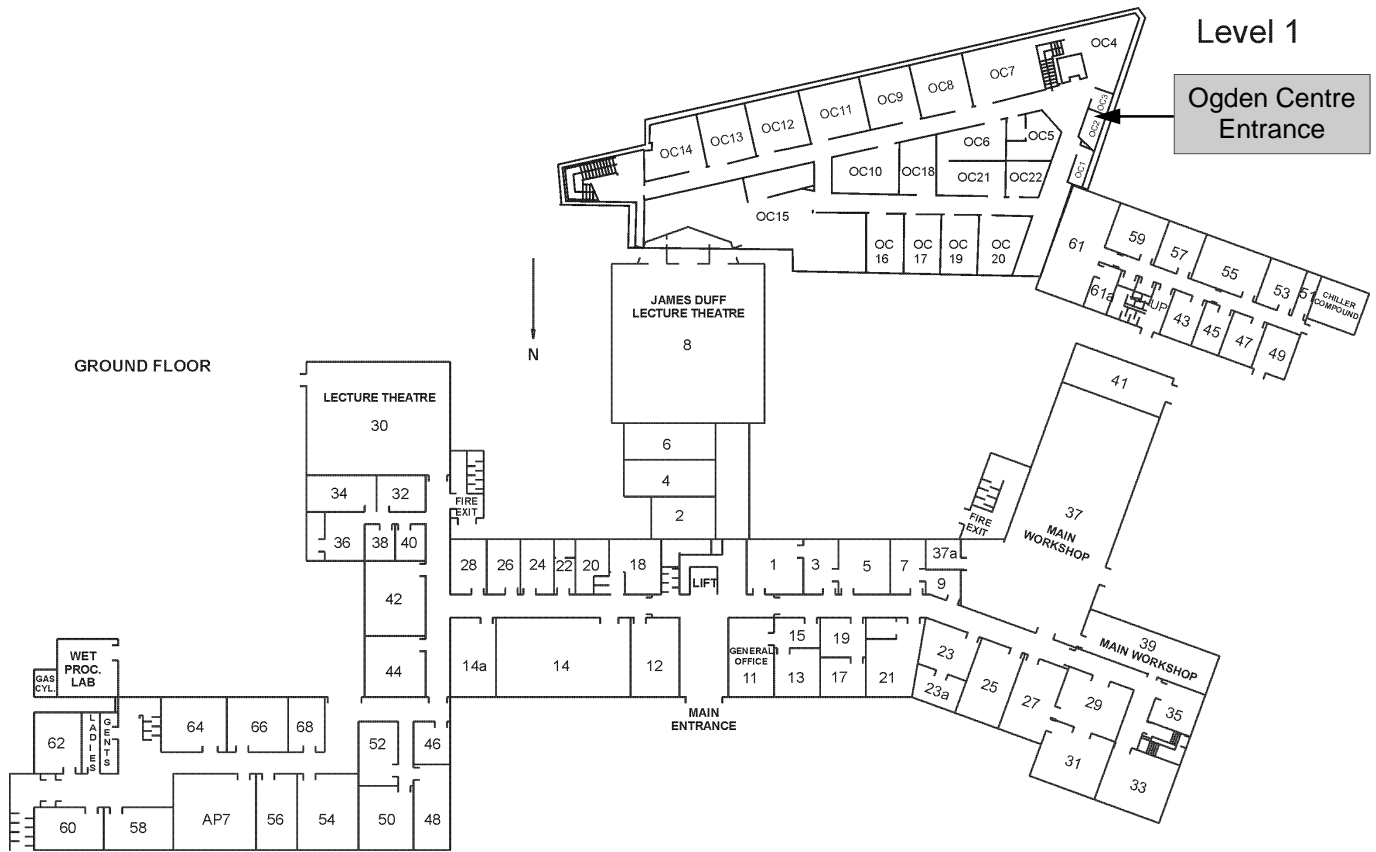 Level 1
Ogden Centre
Entrance
OC4
OC7
OC8
OC9
OC11
OC12
OC13
OC14
OC3
OC2
OC1
OC5
OC6
OC10
OC18
OC21
OC22
OC15
OC
16
OC
17
OC
19
OC
20
61
59
57
55
53
51
CHILLER
COMPOUND
61a
UP
43
45
47
49
JAMES DUFF
LECTURE THEATRE
8
N
GROUND FLOOR
LECTURE THEATRE
30
41
6
4
2
34
32
FIRE
EXIT
36
38
40
37
MAIN
WORKSHOP
FIRE
EXIT
28
26
24
22
20
18
LIFT
1
3
5
7
37a
9
42
44
14a
14
12
GENERAL
OFFICE
11
15
13
19
17
21
23
23a
25
27
29
31
39
MAIN WORKSHOP
35
33
MAIN
ENTRANCE
WET
PROC.
LAB
GAS
CYL.
62
LADIES
GENTS
64
66
68
52
46
60
58
AP7
56
54
50
48